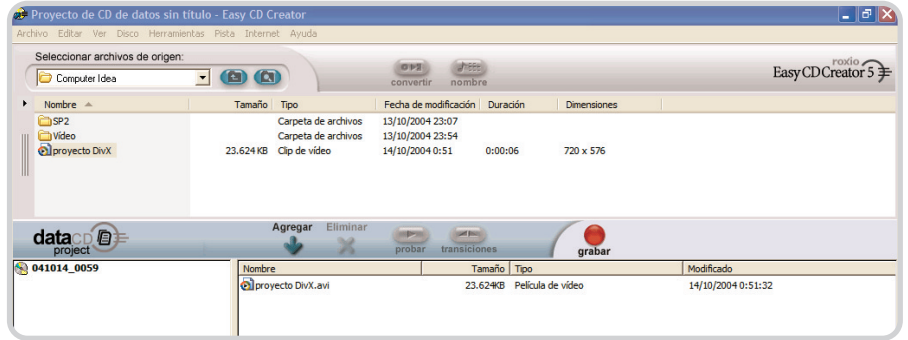 Proyecto de CD de datos sin título - Easy CD Creator
Archivo Editar Ver Disco Herramientas Pista Internet Ayuda
Seleccionar archivos de origen:
Computer Idea
convertir nombre
roxio
Easy CD Creator 5
Nombre Tamaño Tipo Fecha de modificación Duración Dimensiones
SP2 Carpeta de archivos 13/10/2004 23:07
Vídeo Carpeta de archivos 13/10/2004 23:54
proyecto DivX 23.624 KB Clip de vídeo 14/10/2004 0:51 0:00:06 720 x 576
datacd project
Agregar Eliminar probar transiciones grabar
041014_0059
Nombre Tamaño Tipo Modificado
proyecto DivX.avi 23.624KB Película de vídeo 14/10/2004 0:51:32